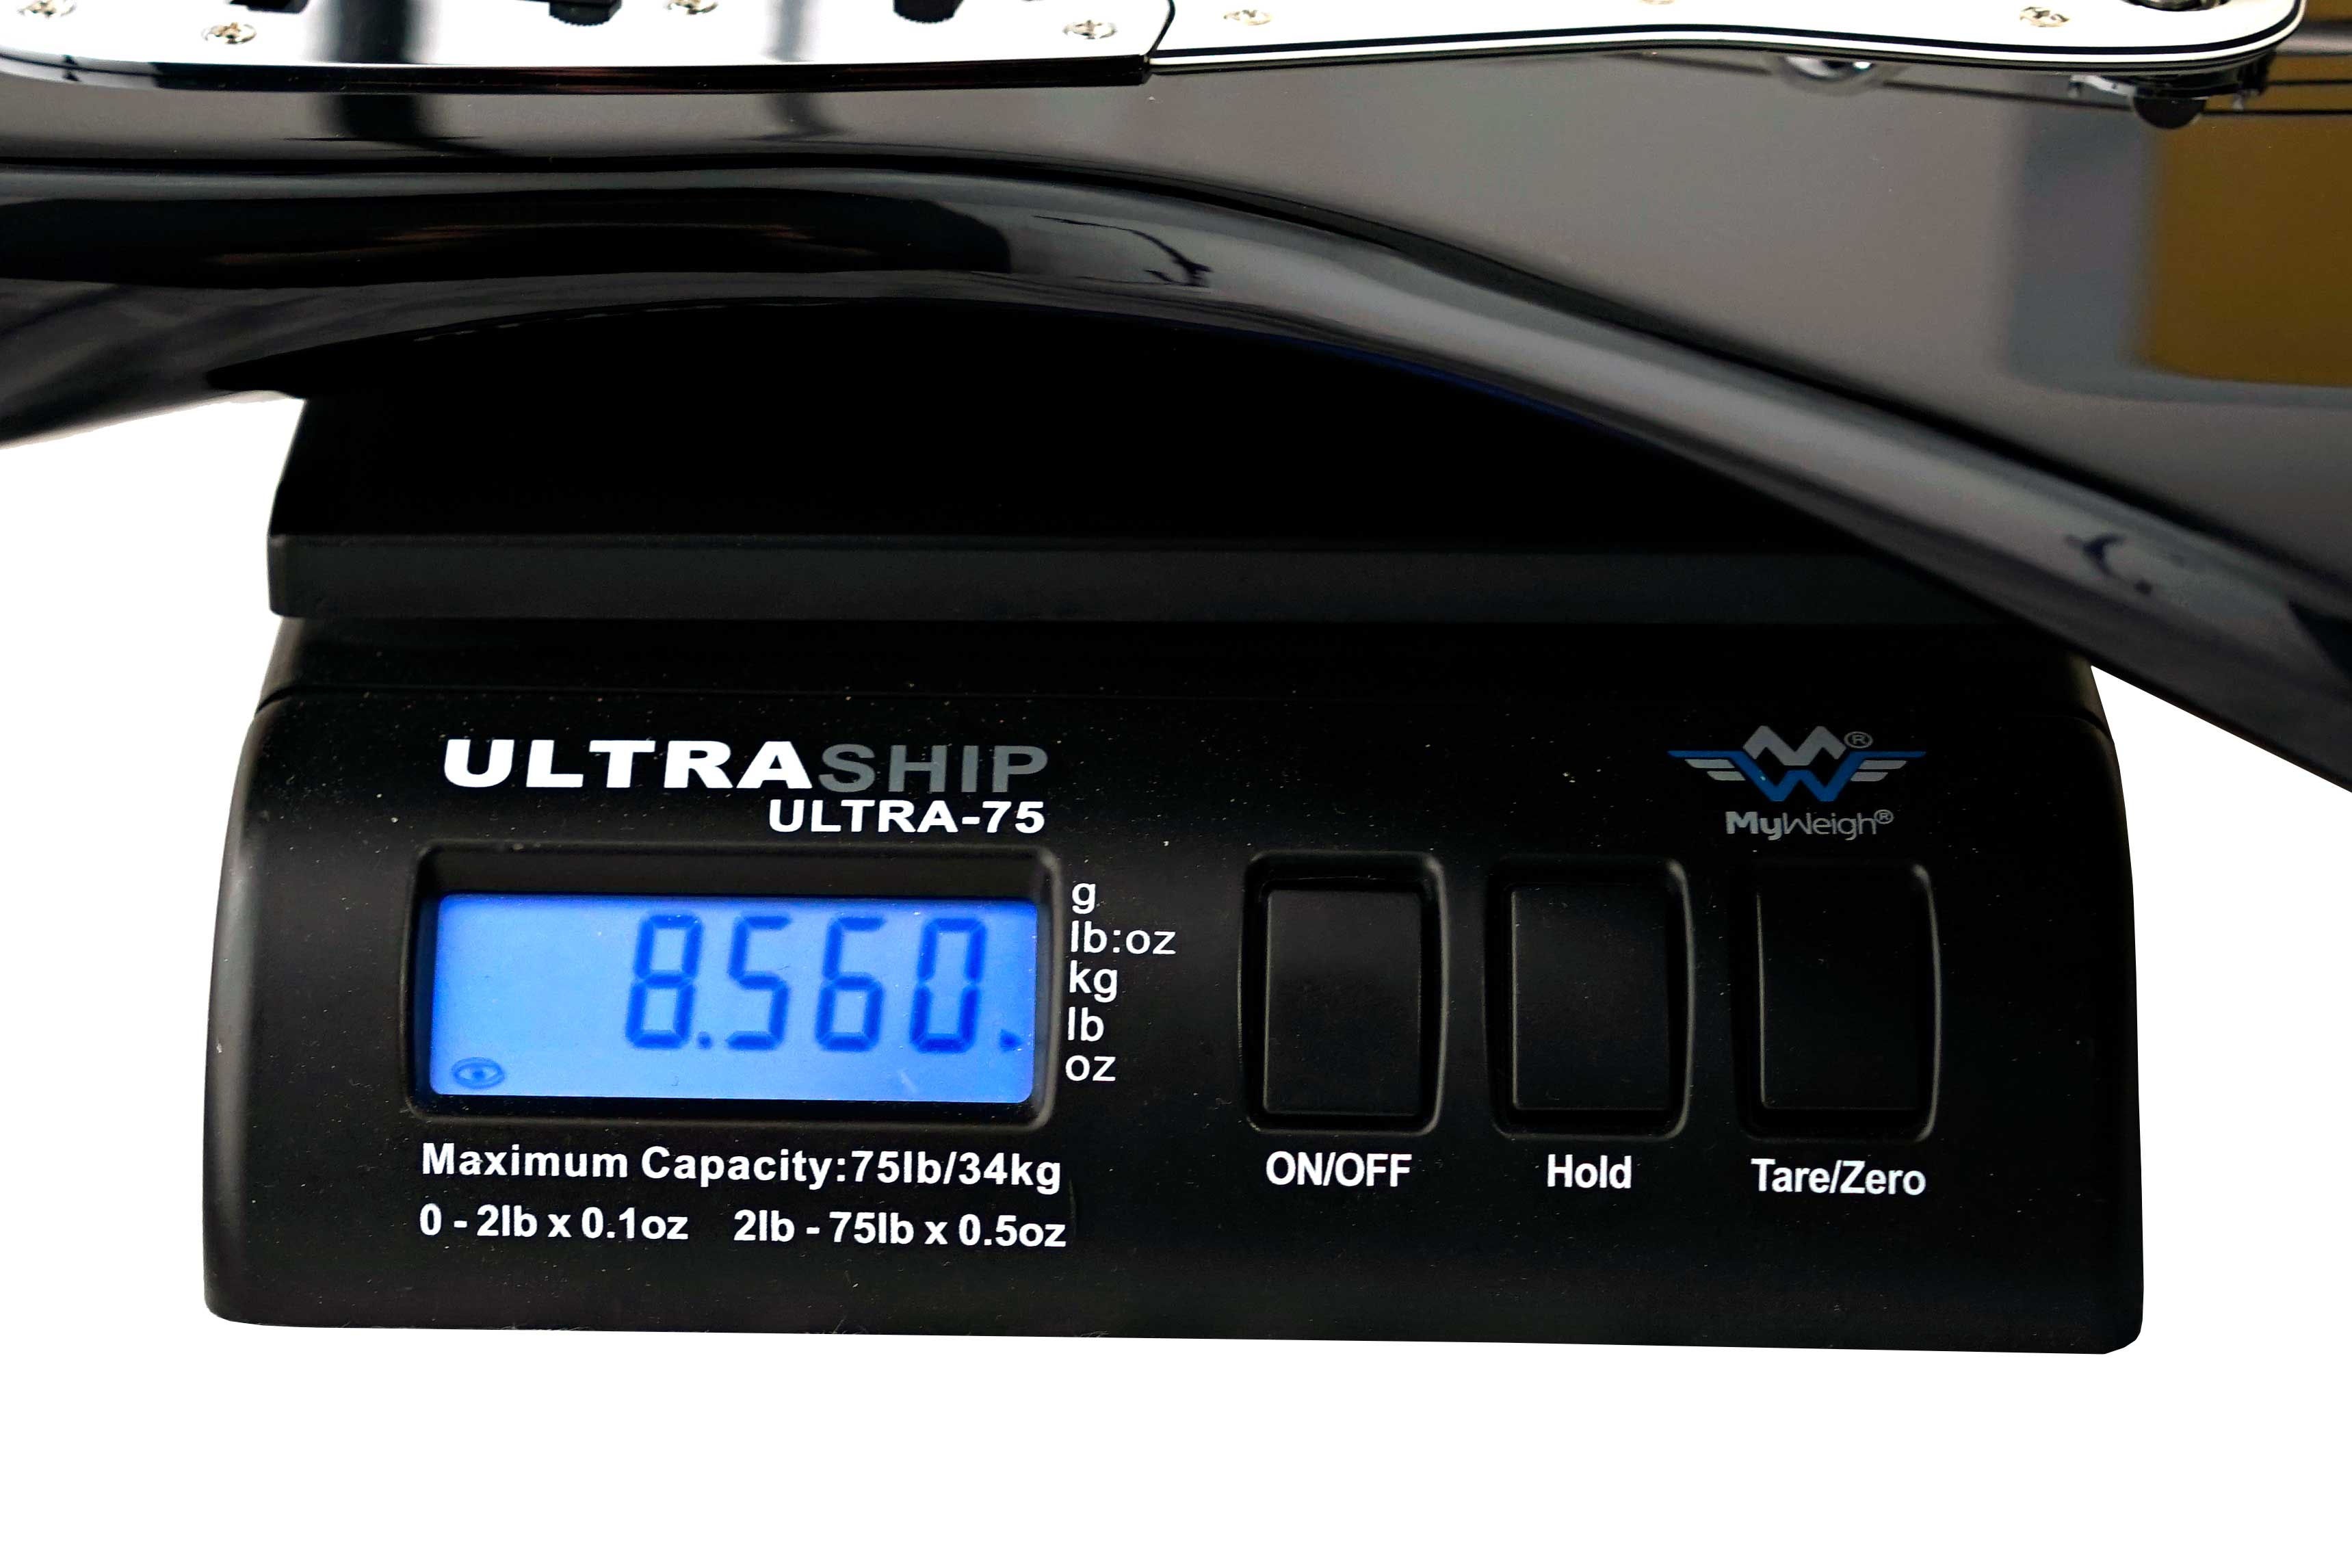 ULTRASHIP
ULTRA-75
MW®
MyWeigh®
8.560
g
lb:oz
kg
lb
oz
Maximum Capacity:75lb/34kg
0 - 2lb x 0.1oz 2lb - 75lb x 0.5oz
ON/OFF
Hold
Tare/Zero